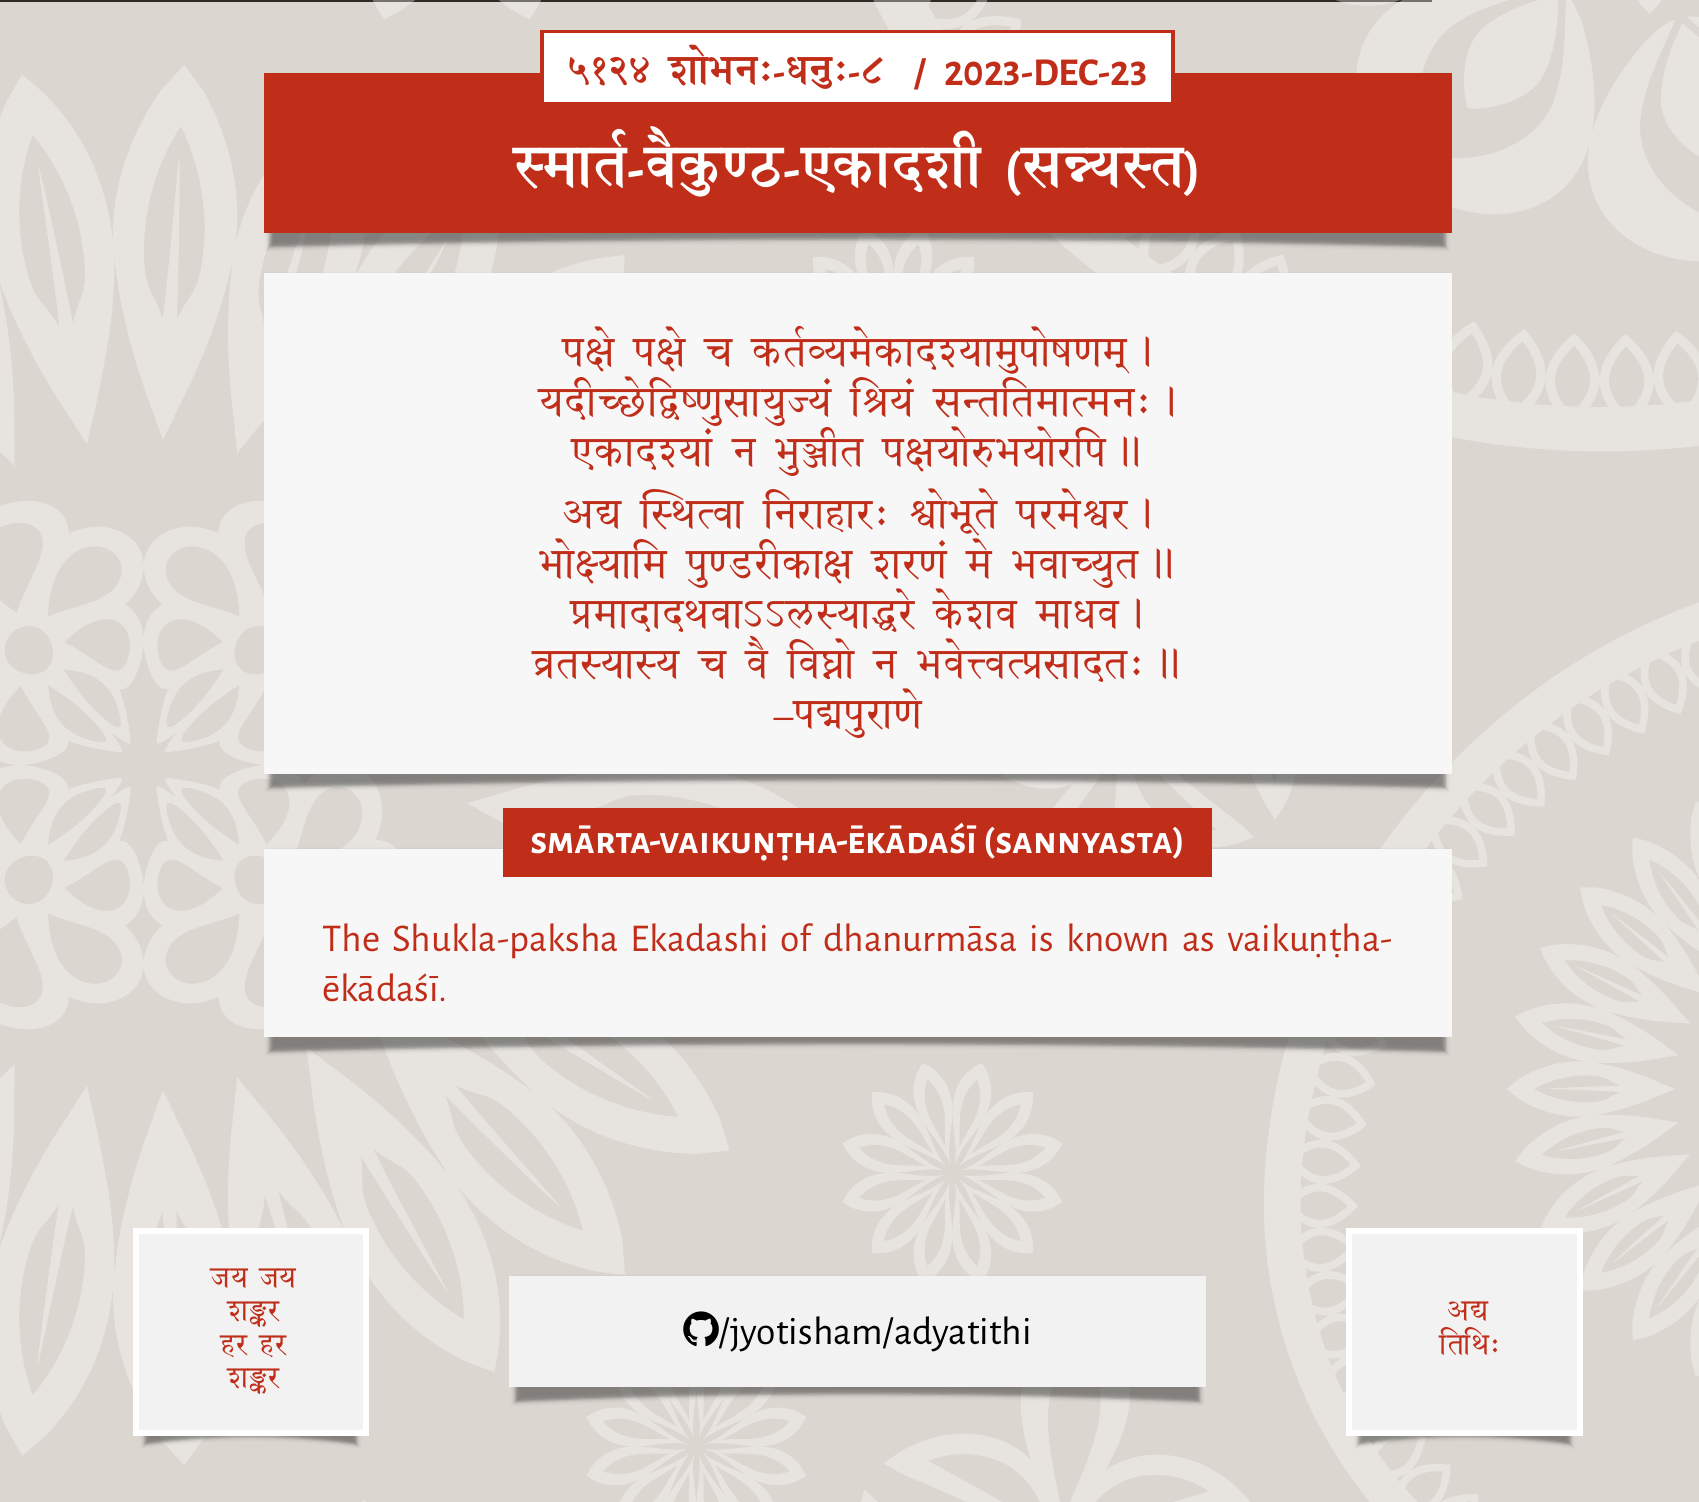 ५१२४ शोभनः-धनुः-८ / 2023-DEC-23
स्मार्त-वैकुण्ठ-एकादशी (सन्न्यस्त)
पक्षे पक्षे च कर्तव्यमेकादश्यामुपोषणम् ।
यदीच्छेद्विष्णुसायुज्यं श्रियं सन्ततिमात्मनः ।
एकादश्यां न भुञ्जीत पक्षयोरुभयोरपि ॥
अद्य स्थित्वा निराहारः श्वोभूते परमेश्वर ।
भोक्ष्यामि पुण्डरीकाक्ष शरणं मे भवाच्युत ॥
प्रमादादथवाऽऽलस्याद्धरे केशव माधव ।
व्रतस्यास्य च वै विघ्नो न भवेत्त्वत्प्रसादतः ॥
–पद्मपुराणे
SMĀRTA-VAIKUṆṬHA-ĒKĀDAŚĪ (SANNYASTA)
The Shukla-paksha Ekadashi of dhanurmāsa is known as vaikuṇṭha-
ēkādaśī.
जय जय
शङ्कर
हर हर
शङ्कर
/jyotisham/adyatithi
अद्य
तिथिः